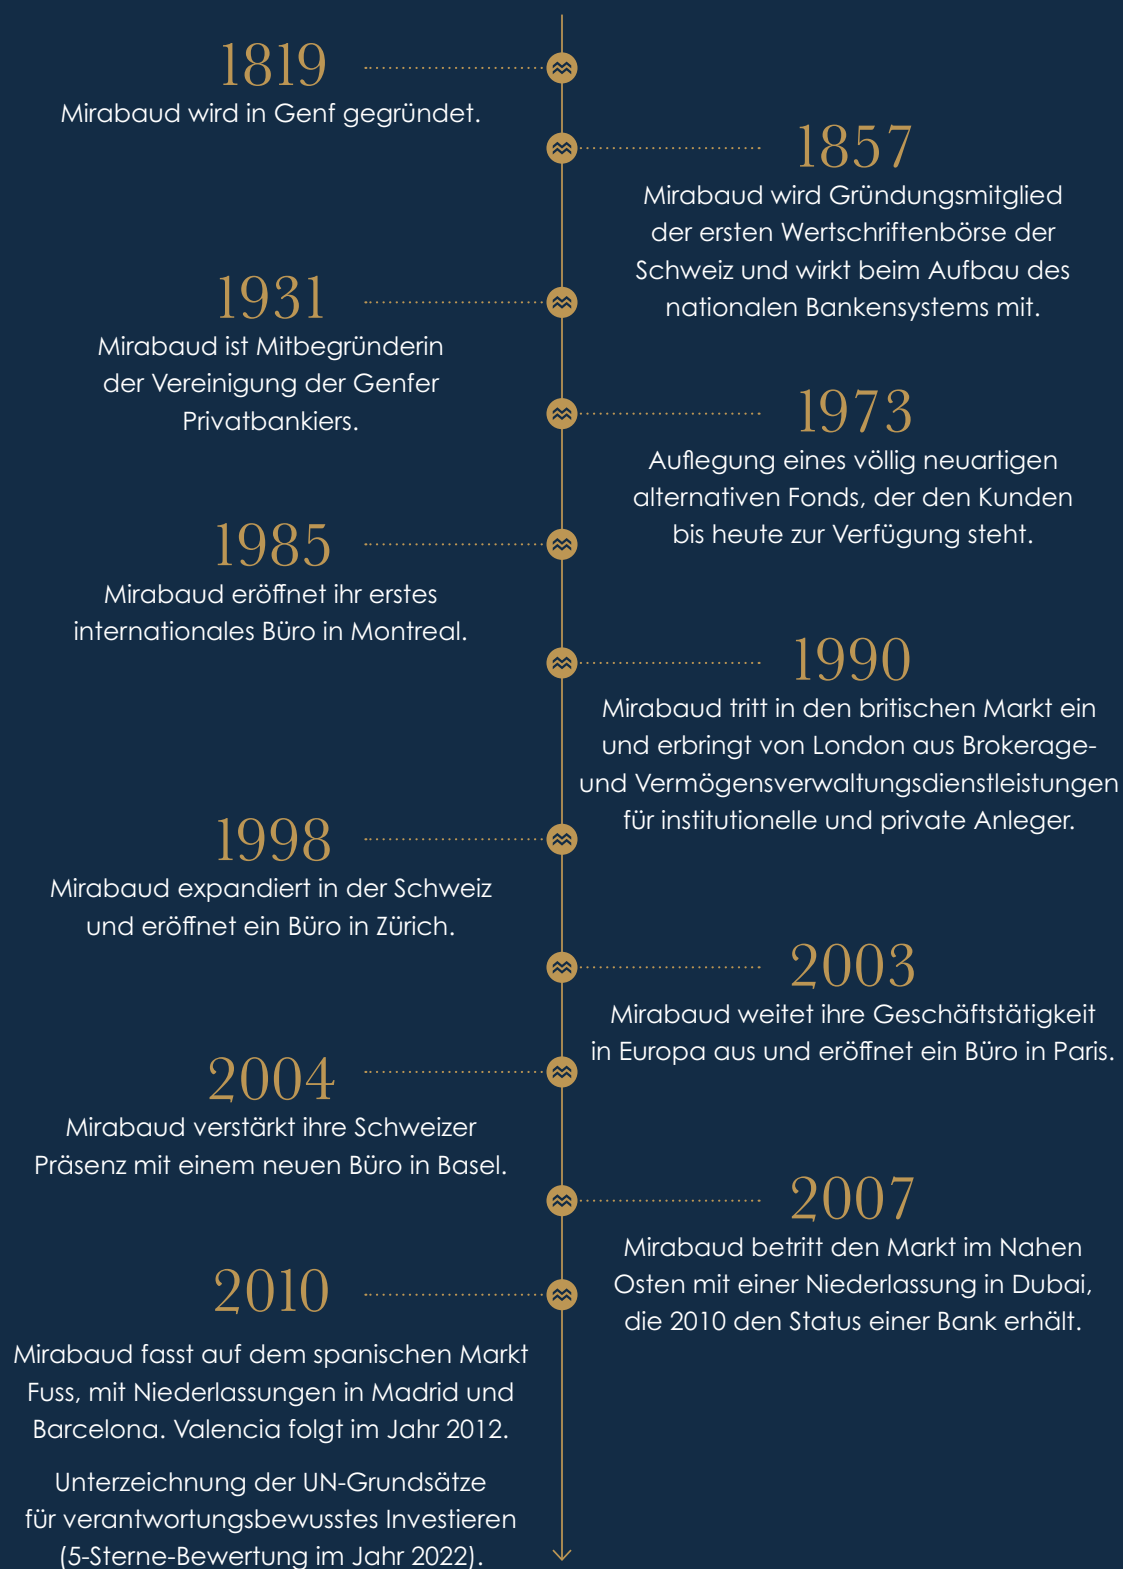 1819
Mirabaud wird in Genf gegründet.
1857
Mirabaud wird Gründungsmitglied
der ersten Wertschriftenbörse der
Schweiz und wirkt beim Aufbau des
nationalen Bankensystems mit.
1931
Mirabaud ist Mitbegründerin
der Vereinigung der Genfer
Privatbankiers.
1973
Auflegung eines völlig neuartigen
alternativen Fonds, der den Kunden
bis heute zur Verfügung steht.
1985
Mirabaud eröffnet ihr erstes
internationales Büro in Montreal.
1990
Mirabaud tritt in den britischen Markt ein
und erbringt von London aus Brokerage-
und Vermögensverwaltungsdienstleistungen
für institutionelle und private Anleger.
1998
Mirabaud expandiert in der Schweiz
und eröffnet ein Büro in Zürich.
2003
Mirabaud weitet ihre Geschäftstätigkeit
in Europa aus und eröffnet ein Büro in Paris.
2004
Mirabaud verstärkt ihre Schweizer
Präsenz mit einem neuen Büro in Basel.
2007
Mirabaud betritt den Markt im Nahen
Osten mit einer Niederlassung in Dubai,
die 2010 den Status einer Bank erhält.
2010
Mirabaud fasst auf dem spanischen Markt
Fuss, mit Niederlassungen in Madrid und
Barcelona. Valencia folgt im Jahr 2012.
Unterzeichnung der UN-Grundsätze
für verantwortungsbewusstes Investieren
(5-Sterne-Bewertung im Jahr 2022).